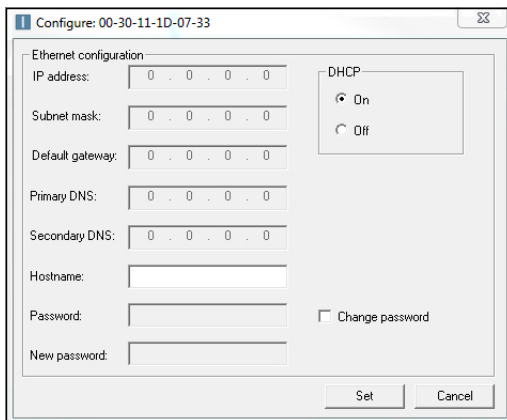 Configure: 00-30-11-1D-07-33
Ethernet configuration
IP address: 0 . 0 . 0 . 0
DHCP
On
Off
Subnet mask: 0 . 0 . 0 . 0
Default gateway: 0 . 0 . 0 . 0
Primary DNS: 0 . 0 . 0 . 0
Secondary DNS: 0 . 0 . 0 . 0
Hostname:
Password:
Change password
New password:
Set Cancel